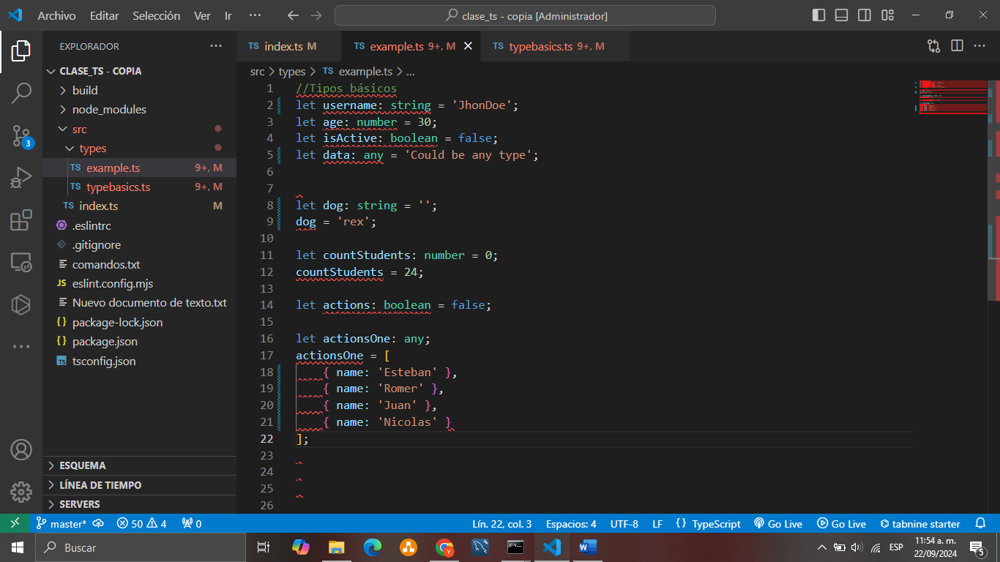 Archivo Editar Selección Ver Ir ··· clase_ts - copia [Administrador]
EXPLORADOR ···
TS index.ts M TS example.ts 9+, M TS typebasics.ts 9+, M
CLASE_TS - COPIA
build
node_modules
src
types
TS example.ts 9+, M
TS typebasics.ts 9+, M
TS index.ts M
.eslintrc
.gitignore
comandos.txt
JS eslint.config.mjs
Nuevo documento de texto.txt
{} package-lock.json
{} package.json
TS tsconfig.json
ESQUEMA
LÍNEA DE TIEMPO
SERVERS
3
src > types > TS example.ts > ...
1 //Tipos básicos
2 let username: string = 'JhonDoe';
3 let age: number = 30;
4 let isActive: boolean = false;
5 let data: any = 'Could be any type';
6
7
8 let dog: string = '';
9 dog = 'rex';
10
11 let countStudents: number = 0;
12 countStudents = 24;
13
14 let actions: boolean = false;
15
16 let actionsOne: any;
17 actionsOne = [
18 { name: 'Esteban' },
19 { name: 'Romer' },
20 { name: 'Juan' },
21 { name: 'Nicolas' }
22 ];
23
24
25
26
master* 50 4 0 Lín. 22, col. 3 Espacios: 4 UTF-8 LF {} TypeScript Go Live Go Live tabnine starter
Buscar ESP 11:54 a. m.
22/09/2024 5